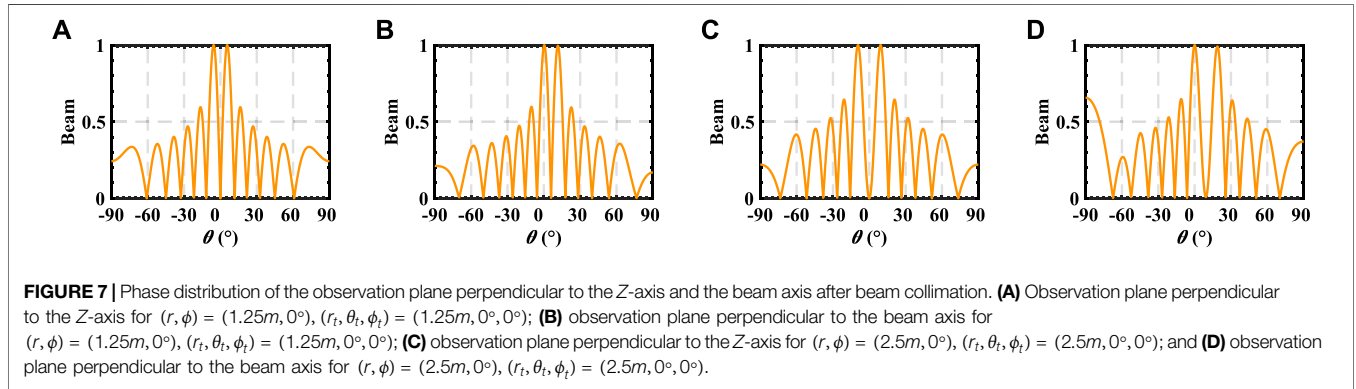 A B C D
1 1 1 1
Beam Beam Beam Beam
0.5 0.5 0.5 0.5
0 0 0 0
-90 -60 -30 0 30 60 90 -90 -60 -30 0 30 60 90 -90 -60 -30 0 30 60 90 -90 -60 -30 0 30 60 90
θ (°) θ (°) θ (°) θ (°)
FIGURE 7 | Phase distribution of the observation plane perpendicular to the Z-axis and the beam axis after beam collimation. (A) Observation plane perpendicular
to the Z-axis for (r, ϕ) = (1.25m, 0°), (rₜ, θₜ, ϕₜ) = (1.25m, 0°, 0°); (B) observation plane perpendicular to the beam axis for
(r, ϕ) = (1.25m, 0°), (rₜ, θₜ, ϕₜ) = (1.25m, 0°, 0°); (C) observation plane perpendicular to the Z-axis for (r, ϕ) = (2.5m, 0°), (rₜ, θₜ, ϕₜ) = (2.5m, 0°, 0°); and (D) observation
plane perpendicular to the beam axis for (r, ϕ) = (2.5m, 0°), (rₜ, θₜ, ϕₜ) = (2.5m, 0°, 0°).